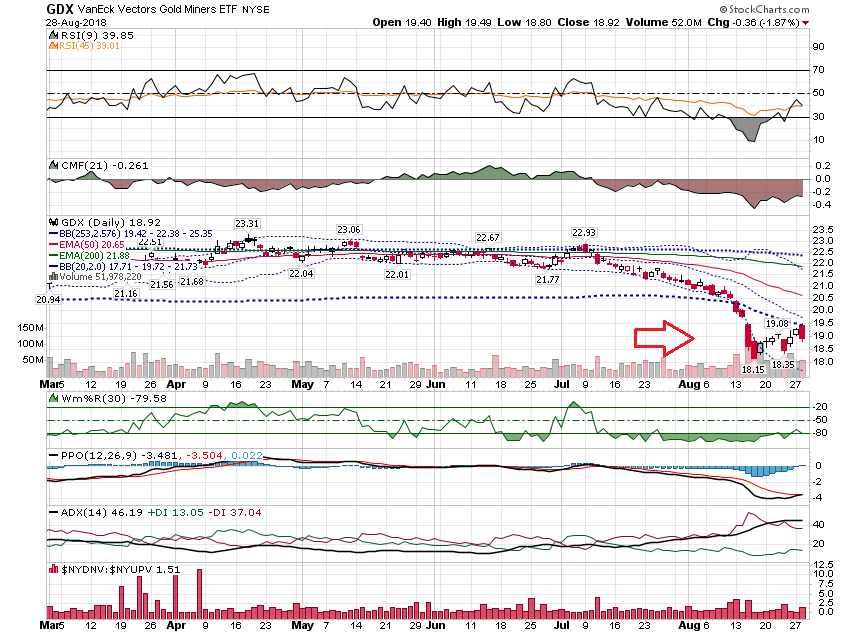 GDX VanEck Vectors Gold Miners ETF NYSE © StockCharts.com
28-Aug-2018 Open 19.40 High 19.49 Low 18.80 Close 18.92 Volume 52.0M Chg -0.36 (-1.87%)
RSI(9) 39.85
RSI(45) 39.01
90
70
50
30
10
CMF(21) -0.261
0.2
0.0
-0.2
-0.4
GDX (Daily) 18.92
BB(253,2.576) 19.42 - 22.38 - 25.35
EMA(50) 20.65
EMA(200) 21.88
BB(20,2.0) 17.71 - 19.72 - 21.73
Volume 51,978,220
23.31
23.06
22.93
22.67
22.51
22.04
22.01
21.77
21.68
21.56
21.16
20.94
19.08
18.35
18.15
23.5
23.0
22.5
22.0
21.5
21.0
20.5
20.0
19.5
19.0
18.5
18.0
150M
100M
50M
Mar 5 12 19 26 Apr 9 16 23 May 7 14 21 29 Jun 11 18 25 Jul 9 16 23 Aug 6 13 20 27
Wm%R(30) -79.58
-20
-50
-80
PPO(12,26,9) -3.481, -3.504, 0.022
0
-2
-4
ADX(14) 46.19 +DI 13.05 -DI 37.04
40
20
$NYDNV:$NYUPV 1.51
12.5
10.0
7.5
5.0
2.5
0.0
Mar 5 12 19 26 Apr 9 16 23 May 7 14 21 29 Jun 11 18 25 Jul 9 16 23 Aug 6 13 20 27